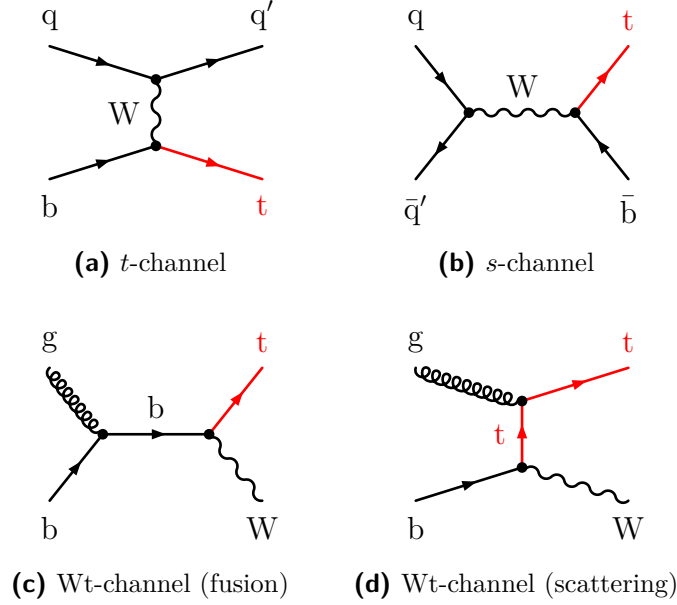 q q′ t
W
b t
q t
W
q̄′ b̄
(a) t-channel
(b) s-channel
g t
b
b W
g t
t
b W
(c) Wt-channel (fusion)
(d) Wt-channel (scattering)